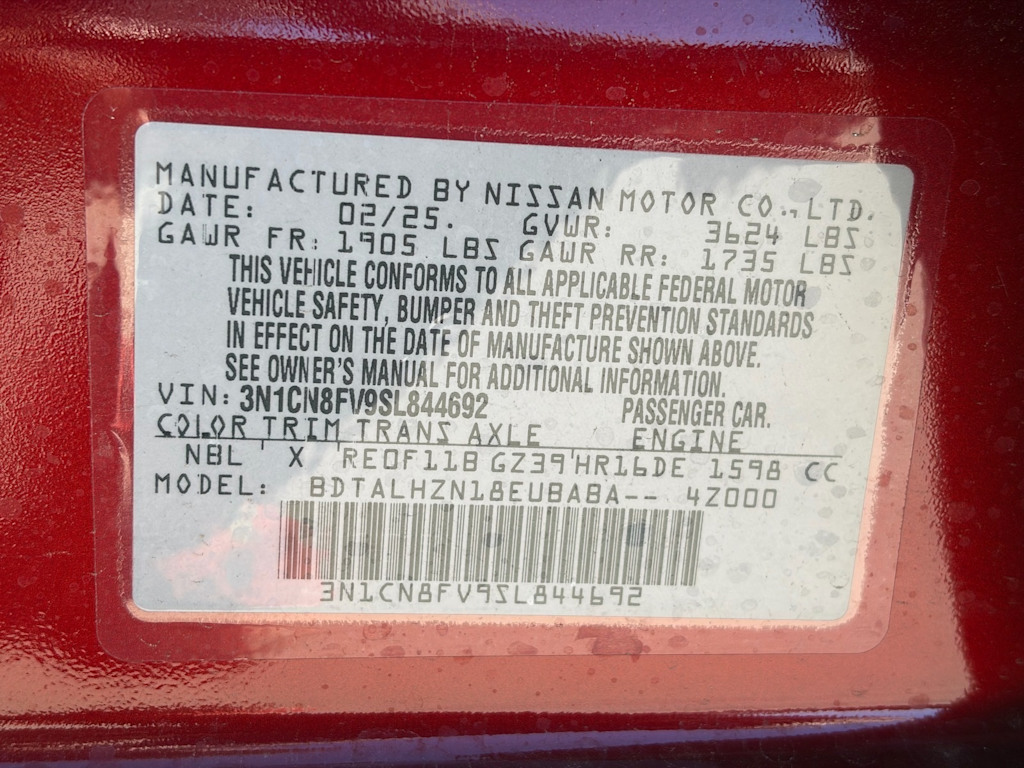 MANUFACTURED BY NISSAN MOTOR CO., LTD.
DATE: 02/25. GVWR: 3624 LBS
GAWR FR: 1905 LBS GAWR RR: 1735 LBS
THIS VEHICLE CONFORMS TO ALL APPLICABLE FEDERAL MOTOR
VEHICLE SAFETY, BUMPER AND THEFT PREVENTION STANDARDS
IN EFFECT ON THE DATE OF MANUFACTURE SHOWN ABOVE.
SEE OWNER'S MANUAL FOR ADDITIONAL INFORMATION.
VIN: 3N1CN8FV9SL844692 PASSENGER CAR.
COLOR TRIM TRANS AXLE ENGINE
NBL X RE0F11B GZ39 HR16DE 1598 CC
MODEL: BDTALHZN18EUBABA-- 4Z000
3N1CN8FV9SL844692